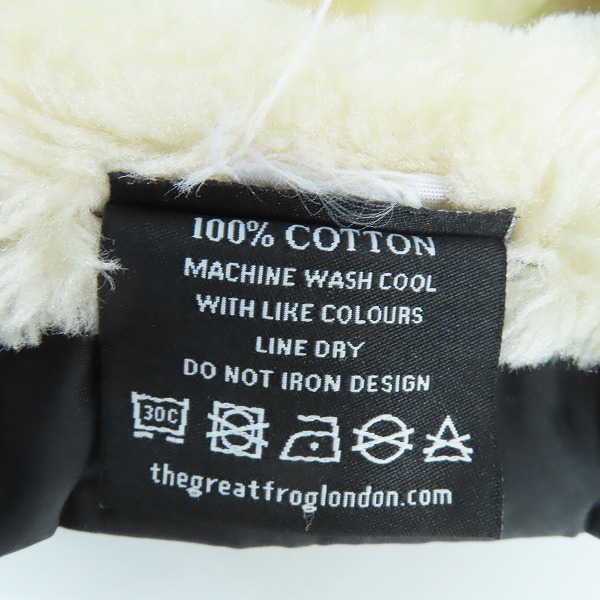 100% COTTON
MACHINE WASH COOL
WITH LIKE COLOURS
LINE DRY
DO NOT IRON DESIGN
30C
thegreatfroglondon.com